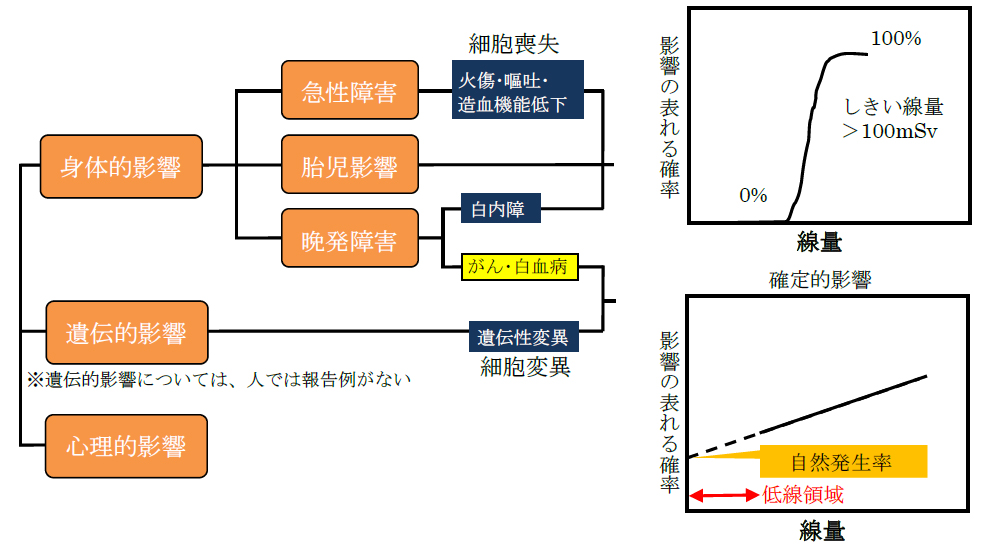 細胞喪失
急性障害
火傷・嘔吐・
造血機能低下
身体的影響
胎児影響
晩発障害
白内障
がん・白血病
遺伝的影響
遺伝性変異
細胞変異
※遺伝的影響については、人では報告例がない
心理的影響
影響の表れる確率
100%
しきい線量
＞100mSv
0%
線量
確定的影響
影響の表れる確率
自然発生率
低線領域
線量